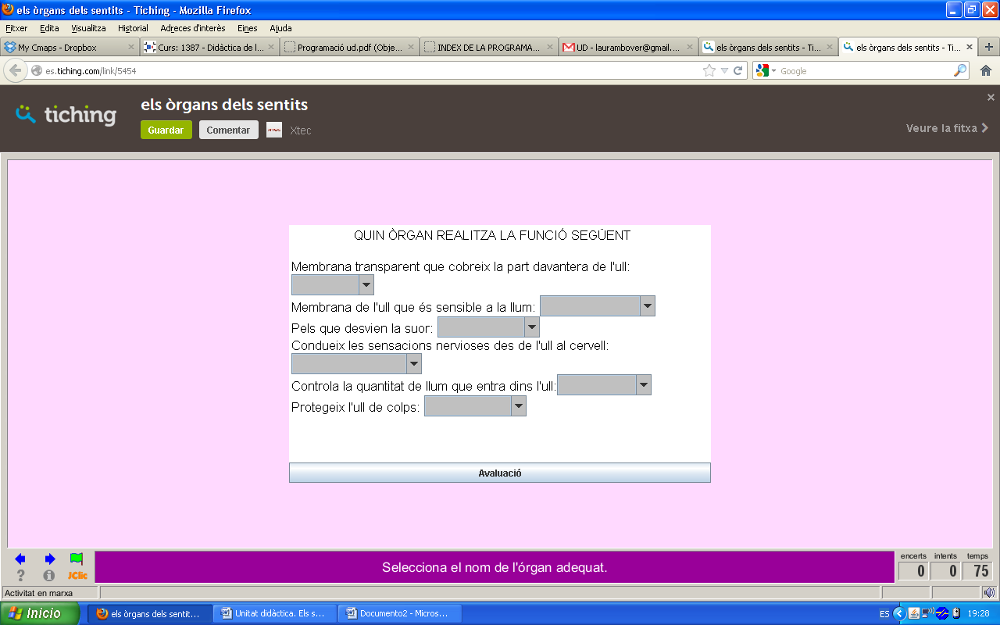 els òrgans dels sentits - Tiching - Mozilla Firefox
Fitxer Edita Visualitza Historial Adreces d'interès Eines Ajuda
My Cmaps - Dropbox
Curs: 1387 - Didàctica de l...
Programació ud.pdf (Obje...
INDEX DE LA PROGRAMA...
UD - laurambover@gmail....
els òrgans dels sentits - Ti...
els òrgans dels sentits - Ti...
es.tiching.com/link/5454
Google
tiching
els òrgans dels sentits
Guardar
Comentar
Xtec
Veure la fitxa
QUIN ÒRGAN REALITZA LA FUNCIÓ SEGÜENT
Membrana transparent que cobreix la part davantera de l'ull:
Membrana de l'ull que és sensible a la llum:
Pels que desvien la suor:
Condueix les sensacions nervioses des de l'ull al cervell:
Controla la quantitat de llum que entra dins l'ull:
Protegeix l'ull de colps:
Avaluació
JClic
Selecciona el nom de l'órgan adequat.
encerts intents temps
0 0 75
Activitat en marxa
Inicio
els òrgans dels sentit...
Unitat didàctica. Els s...
Documento2 - Micros...
ES
19:28